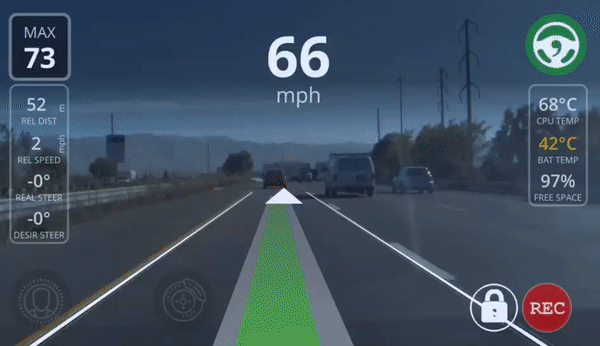 MAX
73
66
mph
52 m
REL DIST
2 mph
REL SPEED
-0°
REAL STEER
-0°
DESIR STEER
68°C
CPU TEMP
42°C
BAT TEMP
97%
FREE SPACE
REC